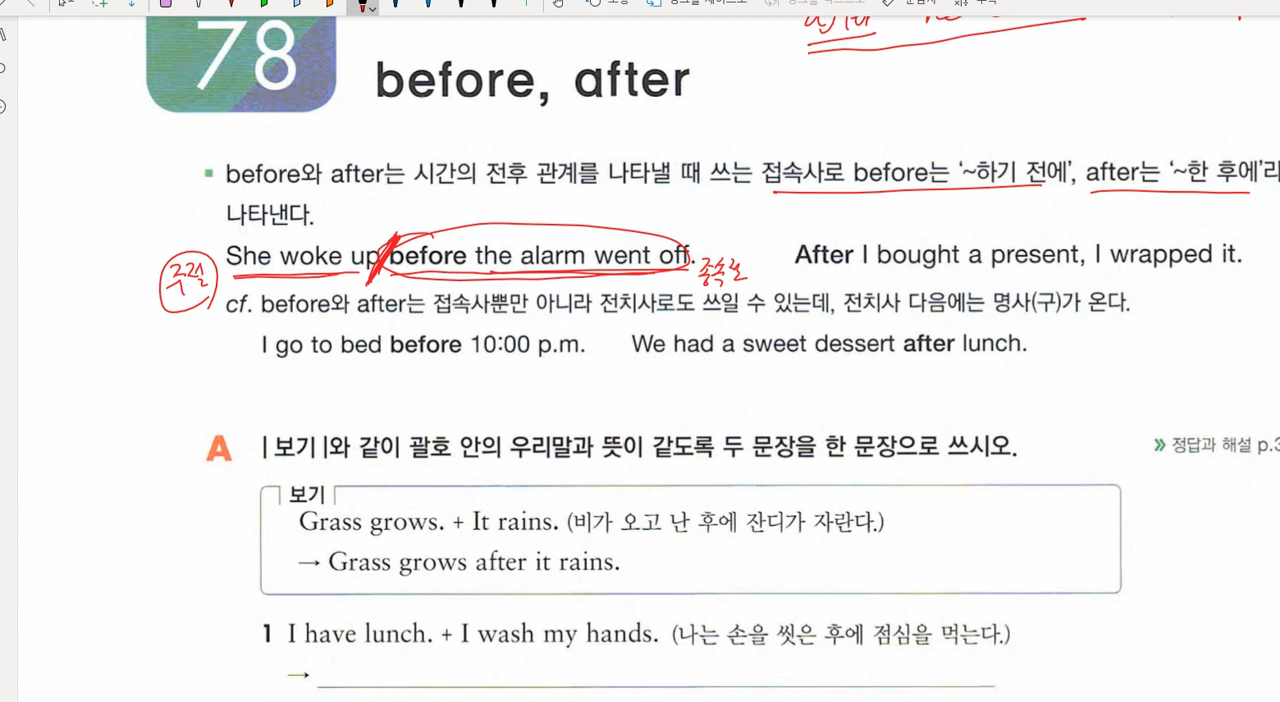 78
before, after
before와 after는 시간의 전후 관계를 나타낼 때 쓰는 접속사로 before는 ‘~하기 전에’, after는 ‘~한 후에’라
나타낸다.
주절
She woke up before the alarm went off. 종속절
After I bought a present, I wrapped it.
cf. before와 after는 접속사뿐만 아니라 전치사로도 쓰일 수 있는데, 전치사 다음에는 명사(구)가 온다.
I go to bed before 10:00 p.m. We had a sweet dessert after lunch.
A |보기|와 같이 괄호 안의 우리말과 뜻이 같도록 두 문장을 한 문장으로 쓰시오.
» 정답과 해설 p.3
보기
Grass grows. + It rains. (비가 오고 난 후에 잔디가 자란다.)
→ Grass grows after it rains.
1 I have lunch. + I wash my hands. (나는 손을 씻은 후에 점심을 먹는다.)
→